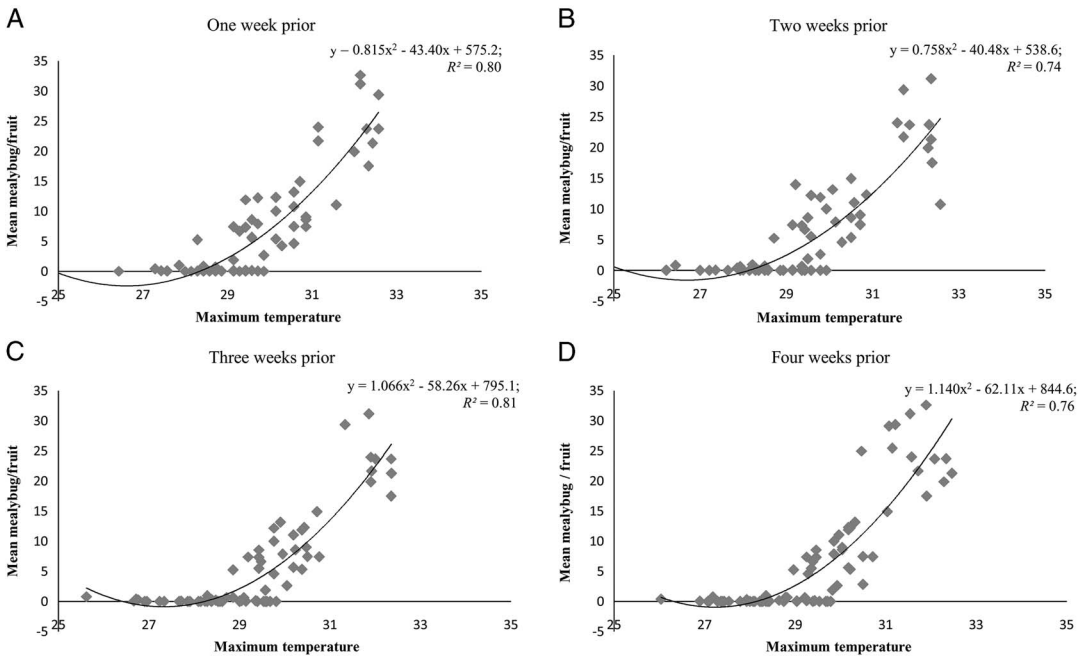 A
One week prior
y – 0.815x² - 43.40x + 575.2;
R² = 0.80
Mean mealybug/fruit
35
30
25
20
15
10
5
0
-5
25
27
29
31
33
35
Maximum temperature
B
Two weeks prior
y = 0.758x² - 40.48x + 538.6;
R² = 0.74
Mean mealybug/fruit
35
30
25
20
15
10
5
0
-5
25
27
29
31
33
35
Maximum temperature
C
Three weeks prior
y = 1.066x² - 58.26x + 795.1;
R² = 0.81
Mean mealybug/fruit
35
30
25
20
15
10
5
0
-5
25
27
29
31
33
35
Maximum temperature
D
Four weeks prior
y = 1.140x² - 62.11x + 844.6;
R² = 0.76
Mean mealybug / fruit
35
30
25
20
15
10
5
0
-5
25
27
29
31
33
35
Maximum temperature